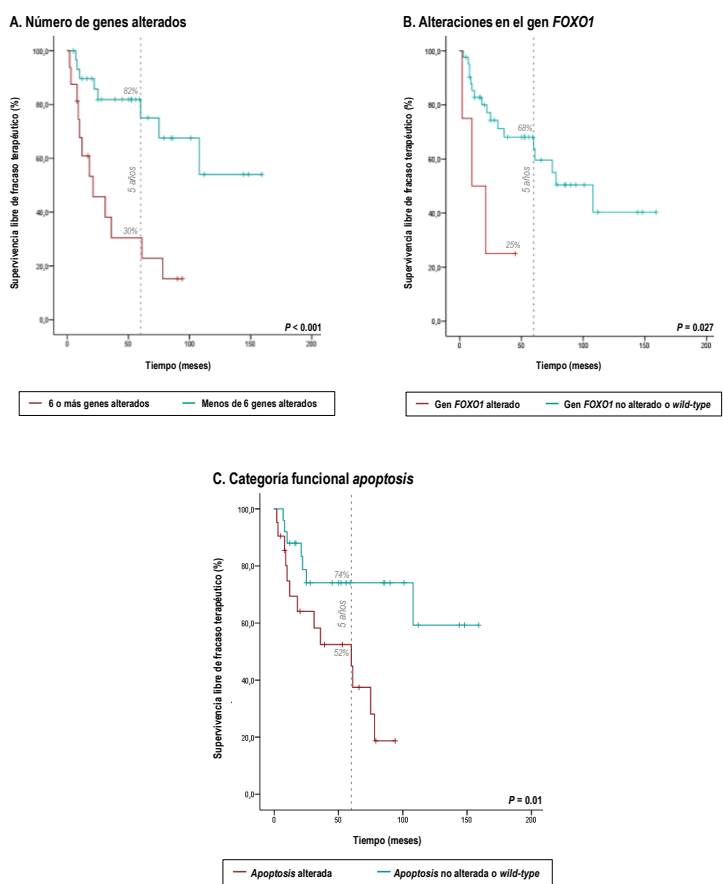 A. Número de genes alterados
Supervivencia libre de fracaso terapéutico (%)
100,0
80,0
60,0
40,0
20,0
0,0
82%
30%
5 años
P < 0.001
0 50 100 150 200
Tiempo (meses)
6 o más genes alterados Menos de 6 genes alterados
B. Alteraciones en el gen FOXO1
Supervivencia libre de fracaso terapéutico (%)
100,0
80,0
60,0
40,0
20,0
0,0
68%
25%
5 años
P = 0.027
0 50 100 150 200
Tiempo (meses)
Gen FOXO1 alterado Gen FOXO1 no alterado o wild-type
C. Categoría funcional apoptosis
Supervivencia libre de fracaso terapéutico (%)
100,0
80,0
60,0
40,0
20,0
0,0
74%
52%
5 años
P = 0.01
0 50 100 150 200
Tiempo (meses)
Apoptosis alterada Apoptosis no alterada o wild-type